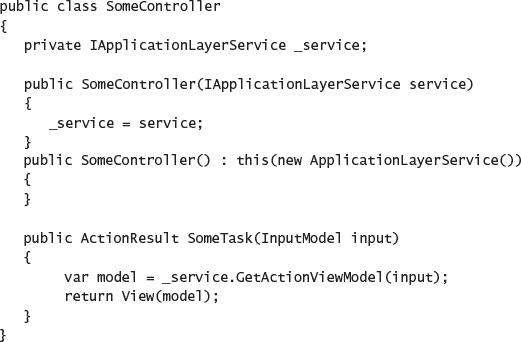 public class SomeController
{
private IApplicationLayerService _service;
public SomeController(IApplicationLayerService service)
{
_service = service;
}
public SomeController() : this(new ApplicationLayerService())
{
}
public ActionResult SomeTask(InputModel input)
{
var model = _service.GetActionViewModel(input);
return View(model);
}
}